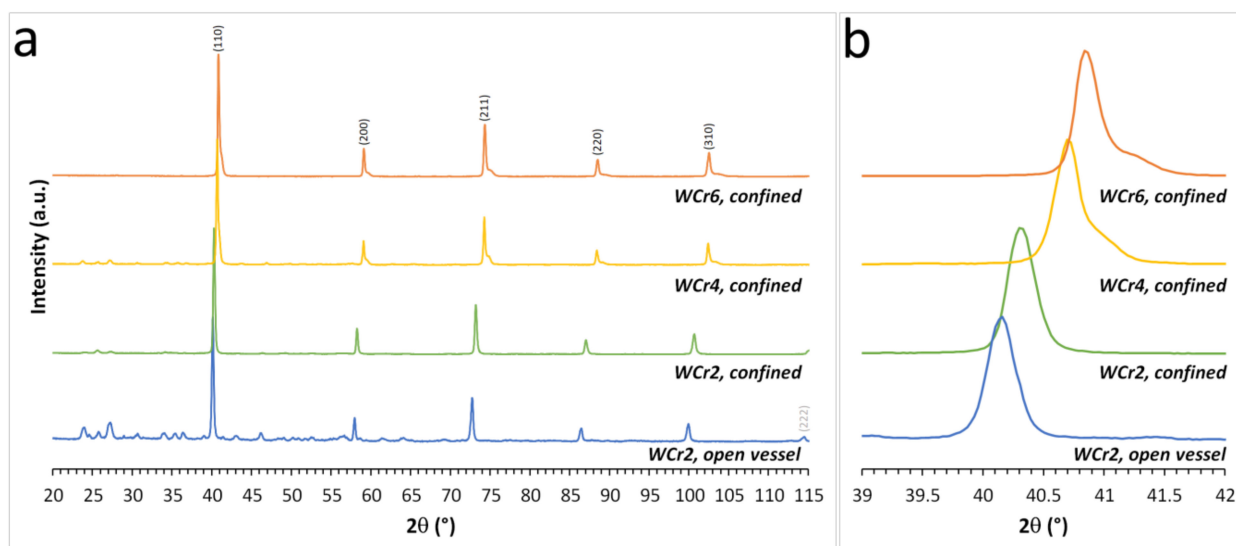 a
(110)
(200)
(211)
(220)
(310)
WCr6, confined
WCr4, confined
WCr2, confined
(222)
WCr2, open vessel
Intensity (a.u.)
20 25 30 35 40 45 50 55 60 65 70 75 80 85 90 95 100 105 110 115
2θ (°)
b
WCr6, confined
WCr4, confined
WCr2, confined
WCr2, open vessel
39 39.5 40 40.5 41 41.5 42
2θ (°)